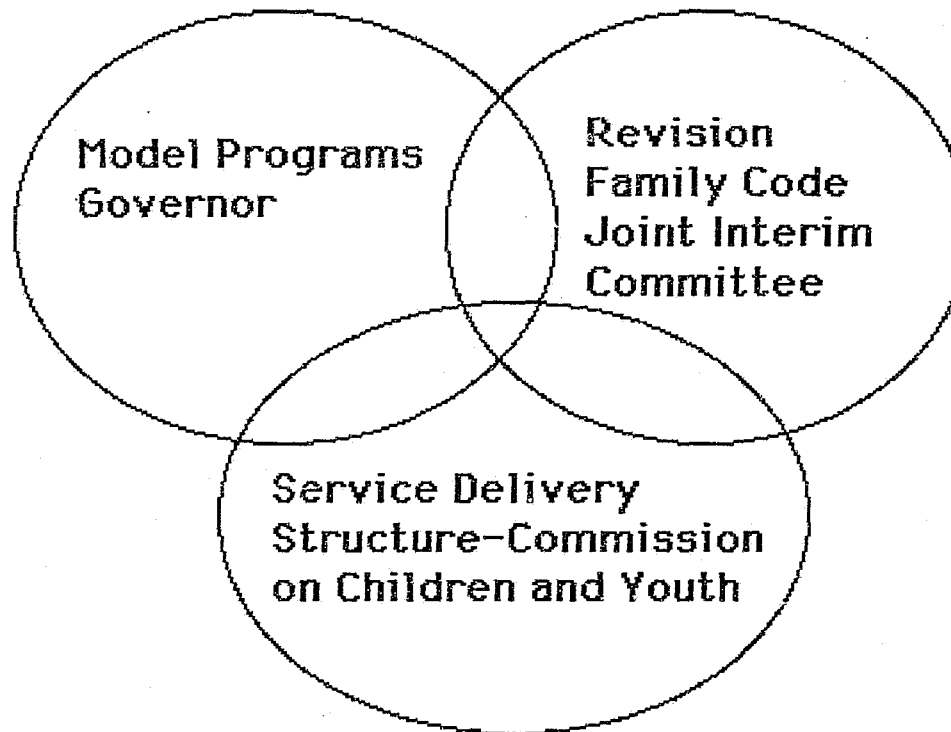 Model Programs
Governor
Revision
Family Code
Joint Interim
Committee
Service Delivery
Structure-Commission
on Children and Youth